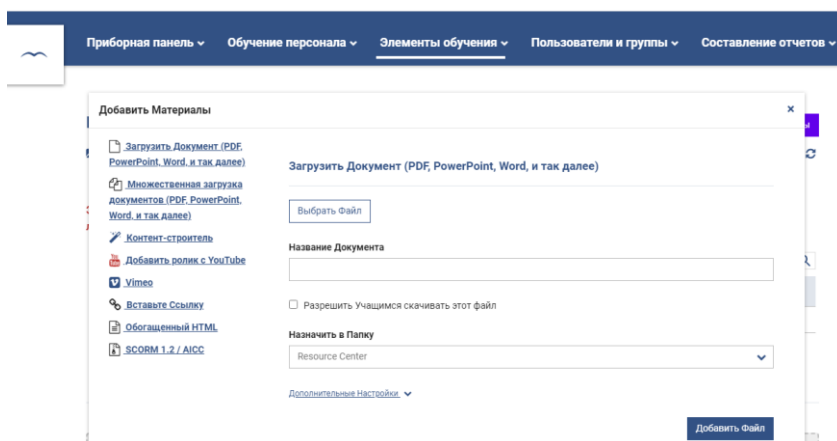 Приборная панель
Обучение персонала
Элементы обучения
Пользователи и группы
Составление отчетов
Добавить Материалы
×
Загрузить Документ (PDF,
PowerPoint, Word, и так далее)
Множественная загрузка
документов (PDF, PowerPoint,
Word, и так далее)
Контент-строитель
Добавить ролик с YouTube
Vimeo
Вставьте Ссылку
Обогащенный HTML
SCORM 1.2 / AICC
Загрузить Документ (PDF, PowerPoint, Word, и так далее)
Выбрать Файл
Название Документа
Разрешить Учащимся скачивать этот файл
Назначить в Папку
Resource Center
Дополнительные Настройки
Добавить Файл